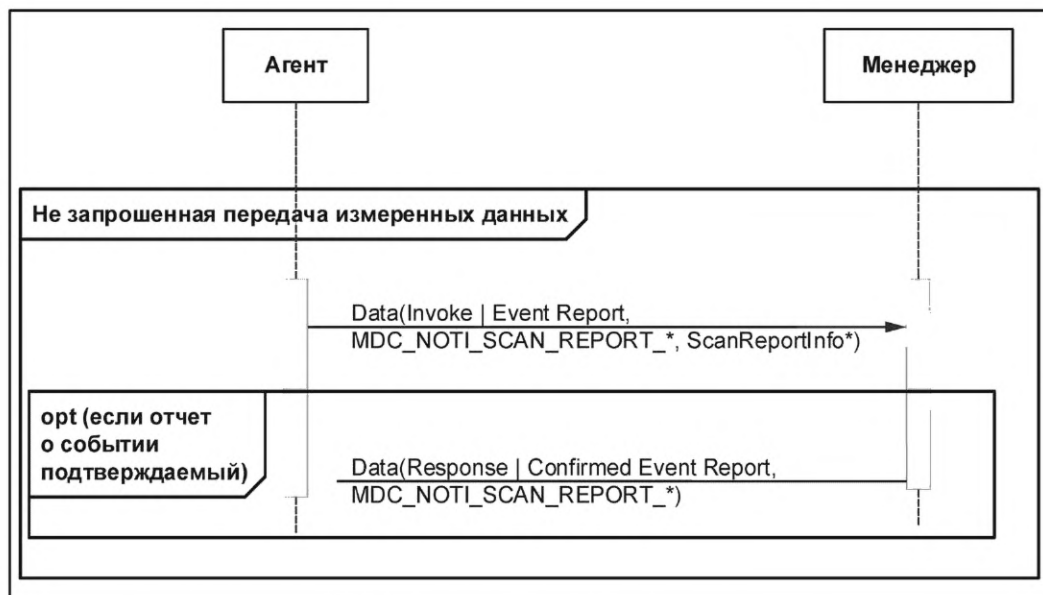 Агент
Менеджер
Не запрошенная передача измеренных данных
Data(Invoke | Event Report,
MDC_NOTI_SCAN_REPORT_*, ScanReportInfo*)
opt (если отчет
о событии
подтверждаемый)
Data(Response | Confirmed Event Report,
MDC_NOTI_SCAN_REPORT_*)